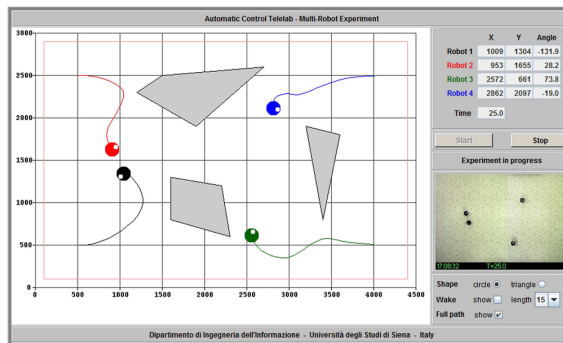 Automatic Control Telelab - Multi-Robot Experiment
3000
2500
2000
1500
1000
500
0
0 500 1000 1500 2000 2500 3000 3500 4000 4500
X Y Angle
Robot 1 1009 1304 -131.9
Robot 2 953 1655 28.2
Robot 3 2572 661 73.8
Robot 4 2862 2097 -19.0
Time 25.0
Start Stop
Experiment in progress
17:08:32 T=25.0
Shape circle triangle
Wake show length 15
Full path show
Dipartimento di Ingegneria dell'Informazione - Università degli Studi di Siena - Italy